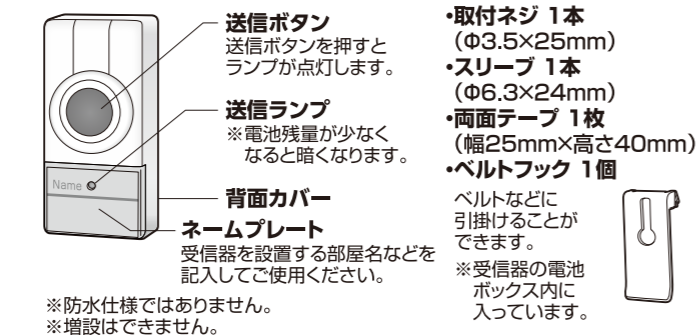 送信ボタン
送信ボタンを押すと
ランプが点灯します。
送信ランプ
※電池残量が少なく
なると暗くなります。
Name
背面カバー
ネームプレート
受信器を設置する部屋名などを
記入してご使用ください。
※防水仕様ではありません。
※増設はできません。
•取付ネジ 1本
（Φ3.5×25mm）
•スリーブ 1本
（Φ6.3×24mm）
•両面テープ 1枚
（幅25mm×高さ40mm）
•ベルトフック 1個
ベルトなどに
引掛けることが
できます。
※受信器の電池
ボックス内に
入っています。